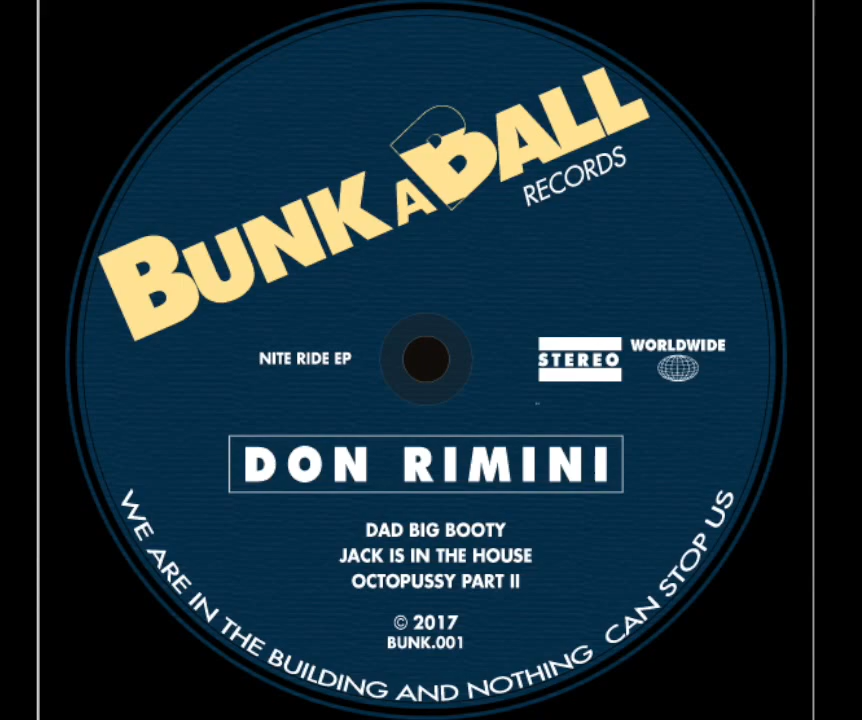 BUNK A BALL
RECORDS
NITE RIDE EP
STEREO
WORLDWIDE
DON RIMINI
DAD BIG BOOTY
JACK IS IN THE HOUSE
OCTOPUSSY PART II
© 2017
BUNK.001
WE ARE IN THE BUILDING AND NOTHING CAN STOP US